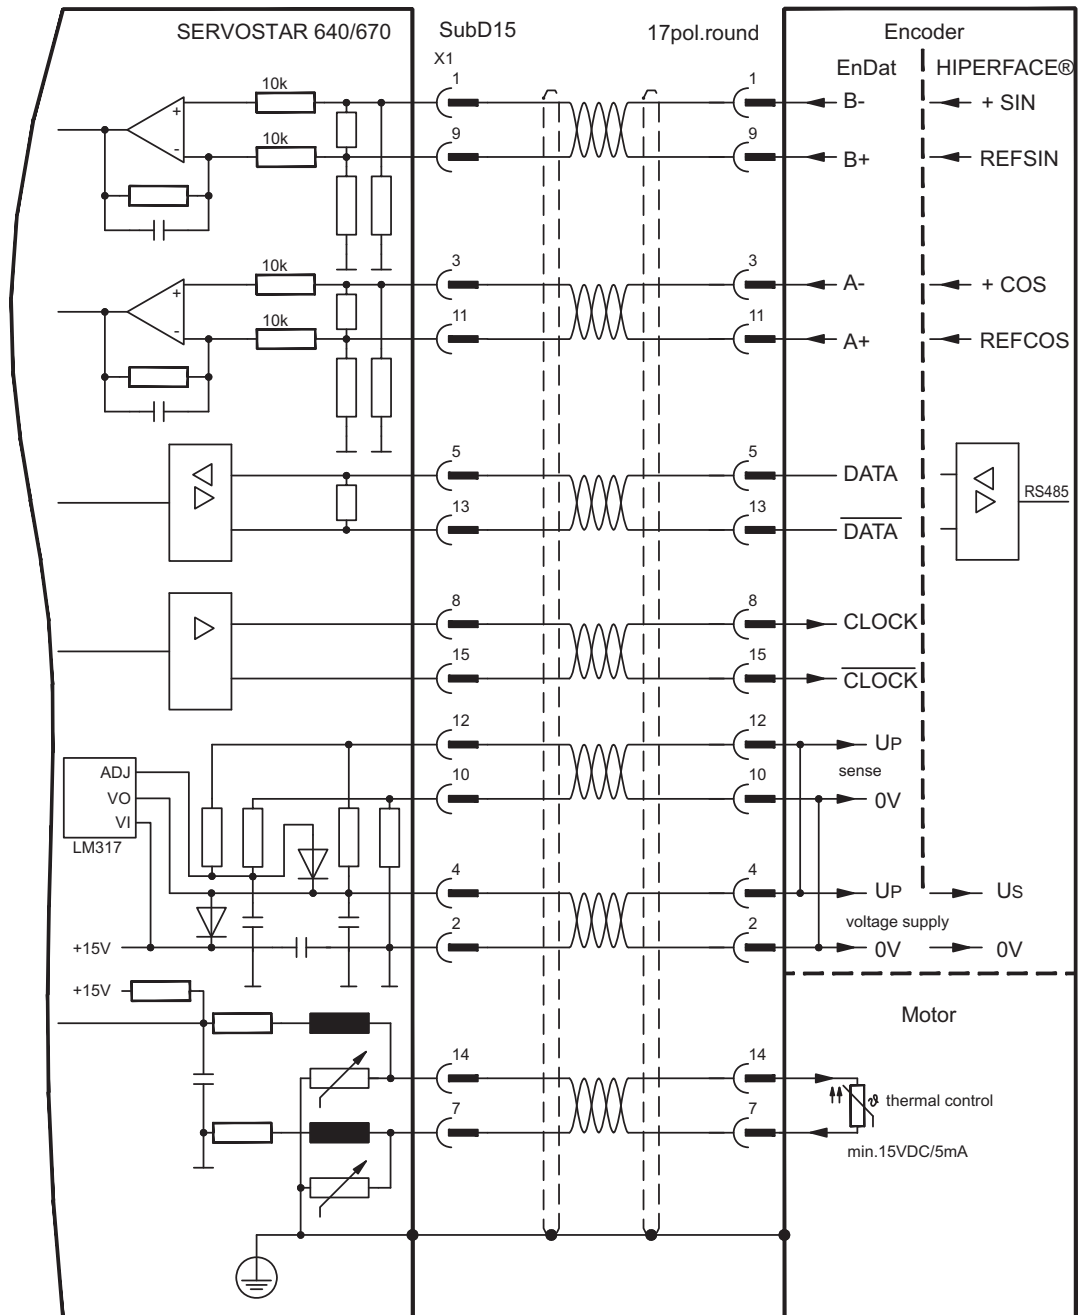 SERVOSTAR 640/670 SubD15 17pol.round Encoder
X1 EnDat HIPERFACE®
10k 1 1 B- + SIN
10k 9 9 B+ REFSIN
10k 3 3 A- + COS
10k 11 11 A+ REFCOS
5 5 DATA
RS485
13 13 DATA
8 8 CLOCK
15 15 CLOCK
12 12 UP
ADJ sense
VO 10 10 0V
VI
LM317
4 4 UP US
voltage supply
+15V 2 2 0V 0V
+15V
Motor
14 14
thermal control
7 7
min.15VDC/5mA